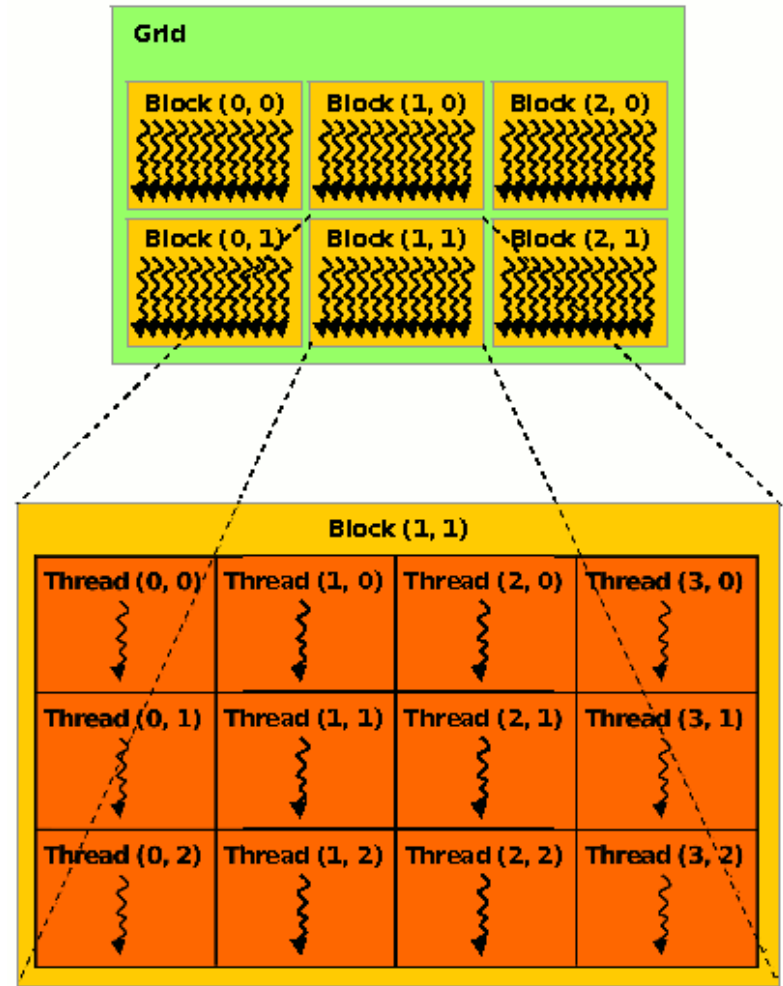 Grid
Block (0, 0) Block (1, 0) Block (2, 0)
Block (0, 1) Block (1, 1) Block (2, 1)
Block (1, 1)
Thread (0, 0) Thread (1, 0) Thread (2, 0) Thread (3, 0)
Thread (0, 1) Thread (1, 1) Thread (2, 1) Thread (3, 1)
Thread (0, 2) Thread (1, 2) Thread (2, 2) Thread (3, 2)